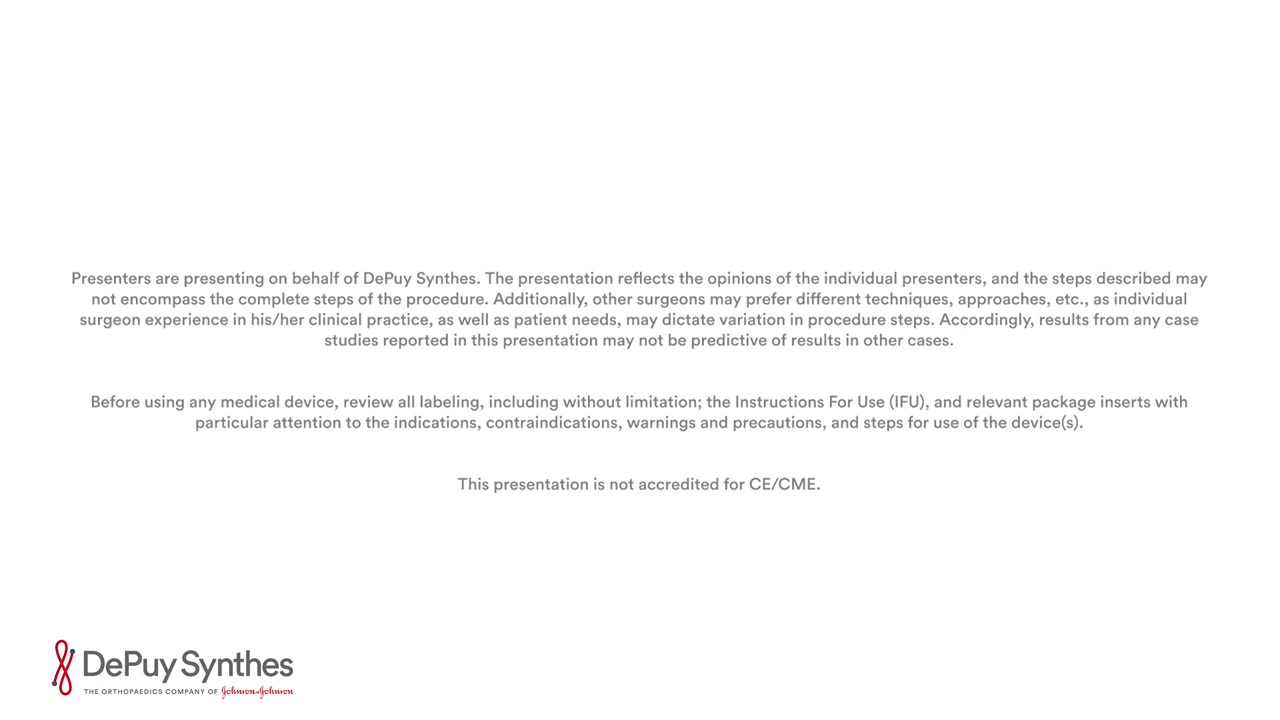 Presenters are presenting on behalf of DePuy Synthes. The presentation reflects the opinions of the individual presenters, and the steps described may
not encompass the complete steps of the procedure. Additionally, other surgeons may prefer different techniques, approaches, etc., as individual
surgeon experience in his/her clinical practice, as well as patient needs, may dictate variation in procedure steps. Accordingly, results from any case
studies reported in this presentation may not be predictive of results in other cases.
Before using any medical device, review all labeling, including without limitation; the Instructions For Use (IFU), and relevant package inserts with
particular attention to the indications, contraindications, warnings and precautions, and steps for use of the device(s).
This presentation is not accredited for CE/CME.
DePuy Synthes
THE ORTHOPAEDICS COMPANY OF Johnson & Johnson